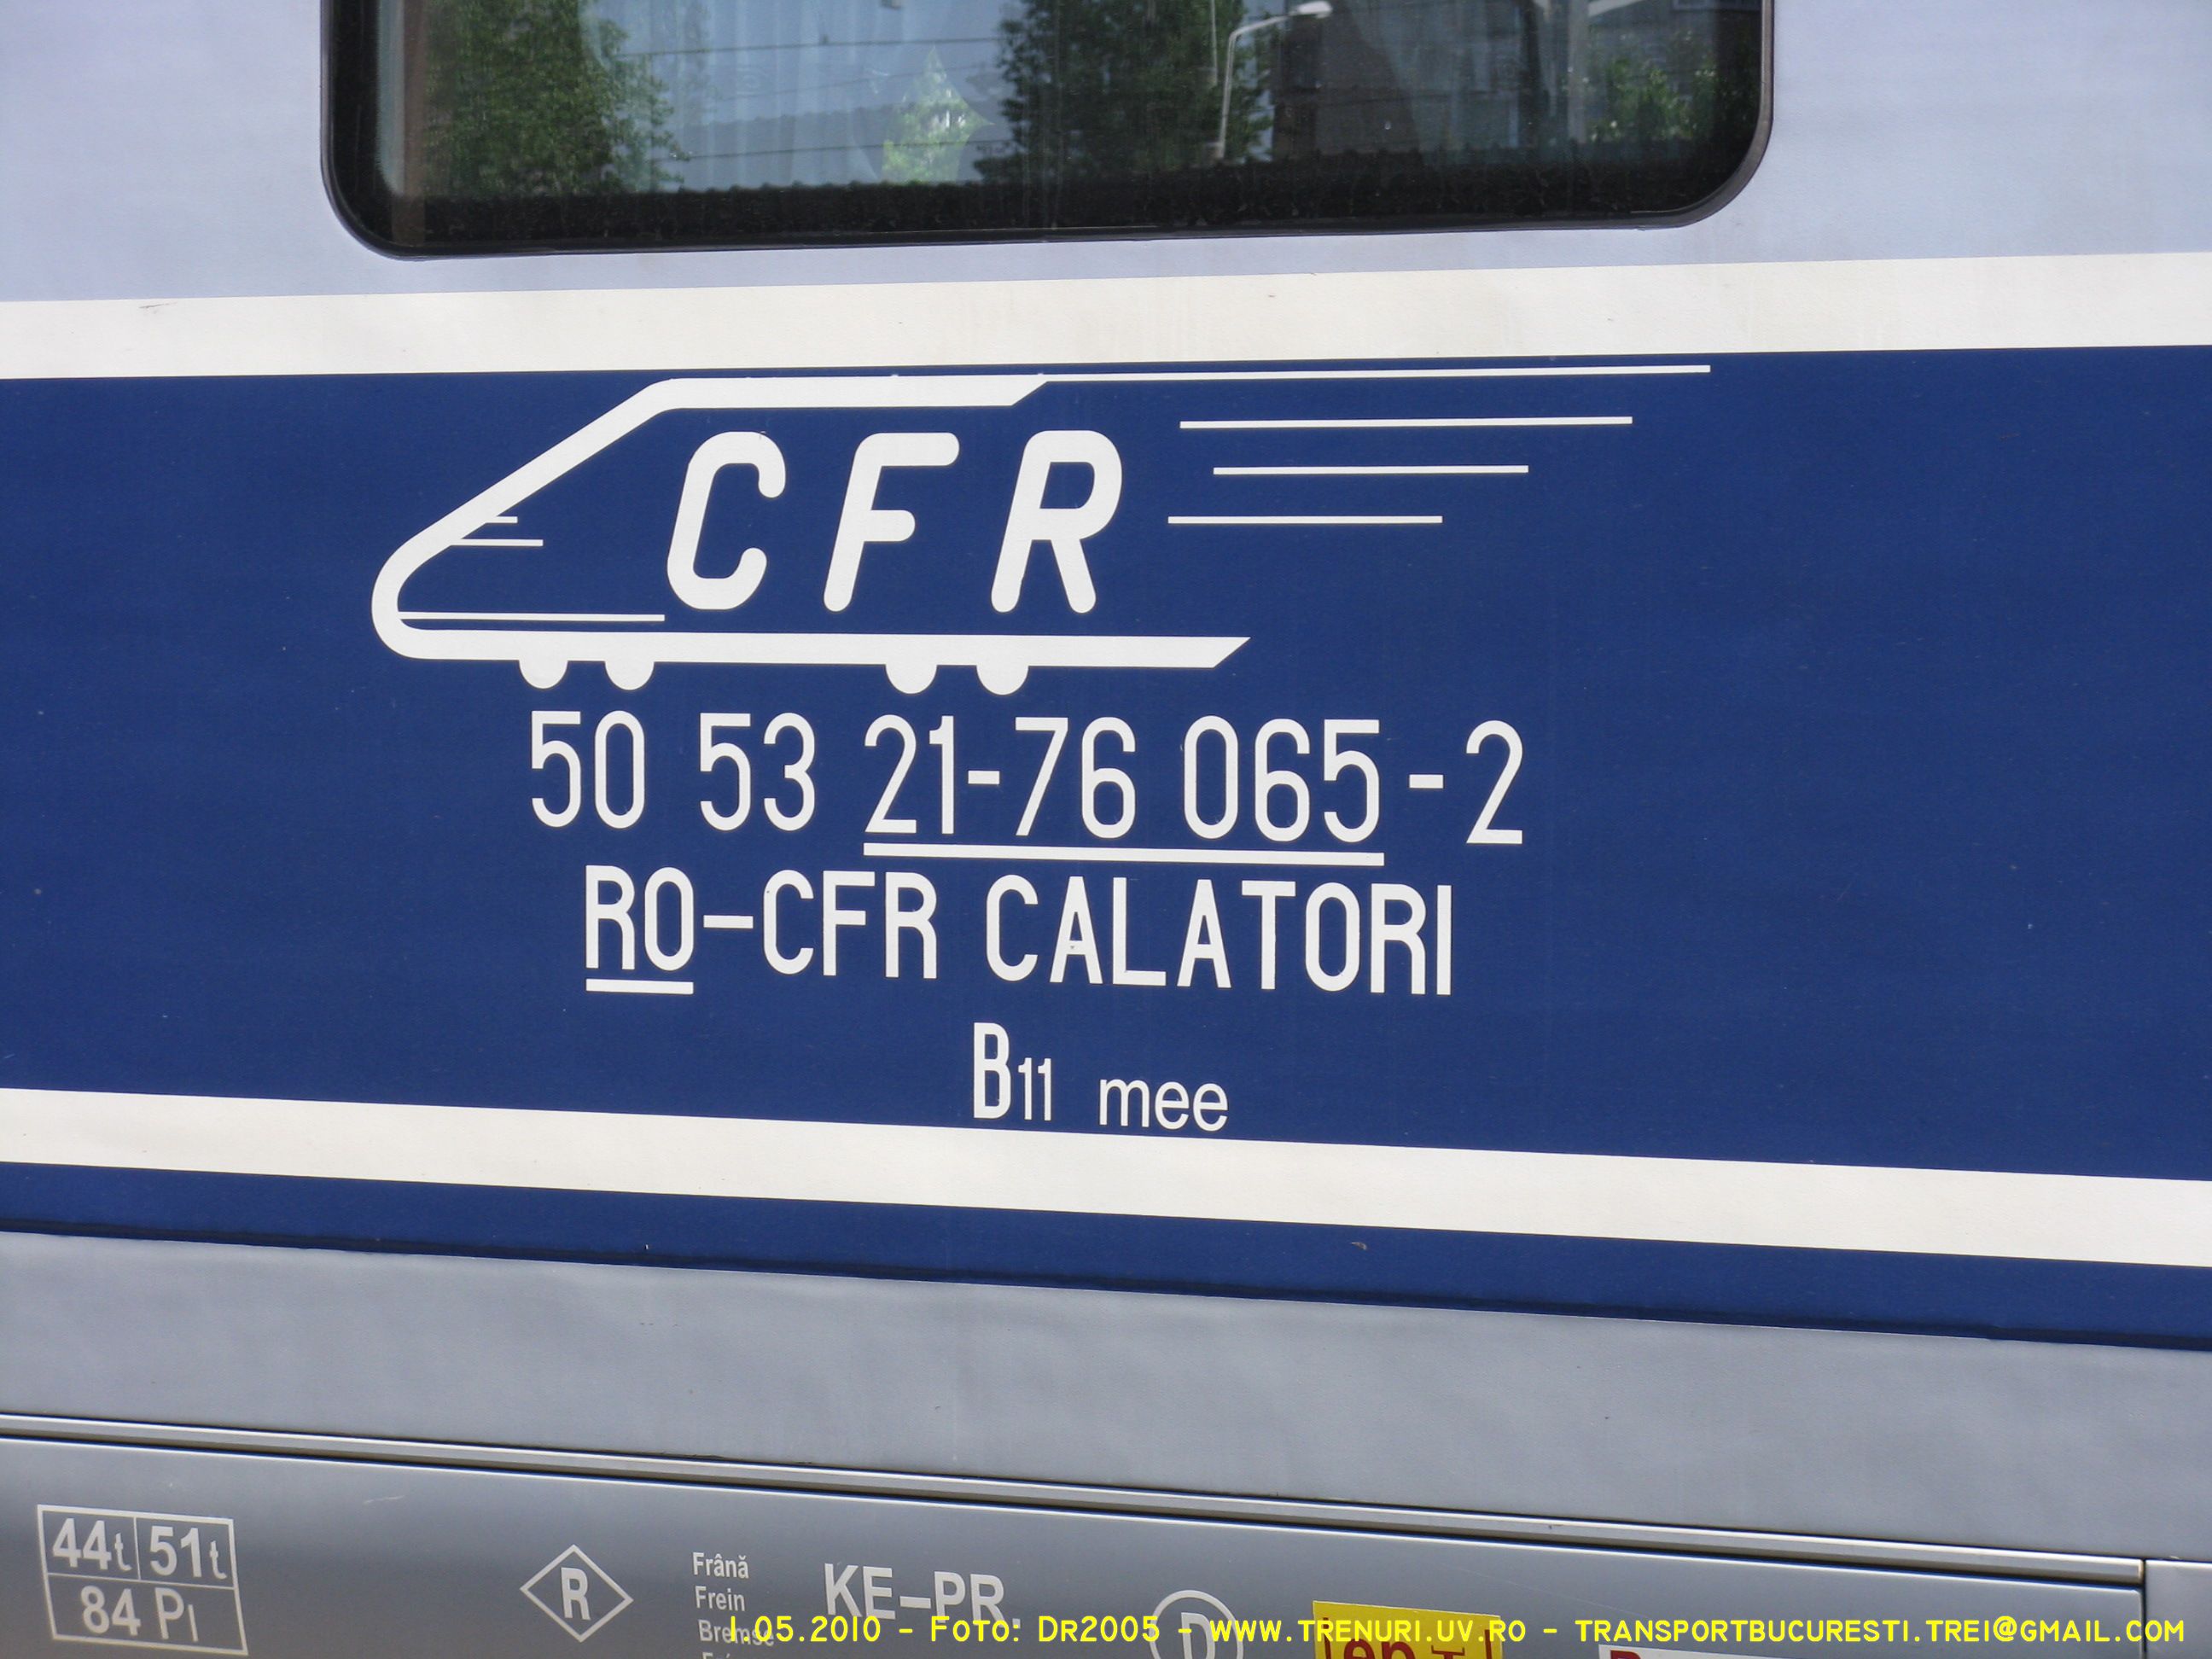 CFR
50 53 21-76 065-2
RO-CFR CALATORI
B11 mee
44t 51t
84 Pl
R
Frână
Frein
Bremse
KE-PR.
D
1.05.2010 - Foto: Dr2005 - www.trenuri.uv.ro - transportbucuresti.trei@gmail.com